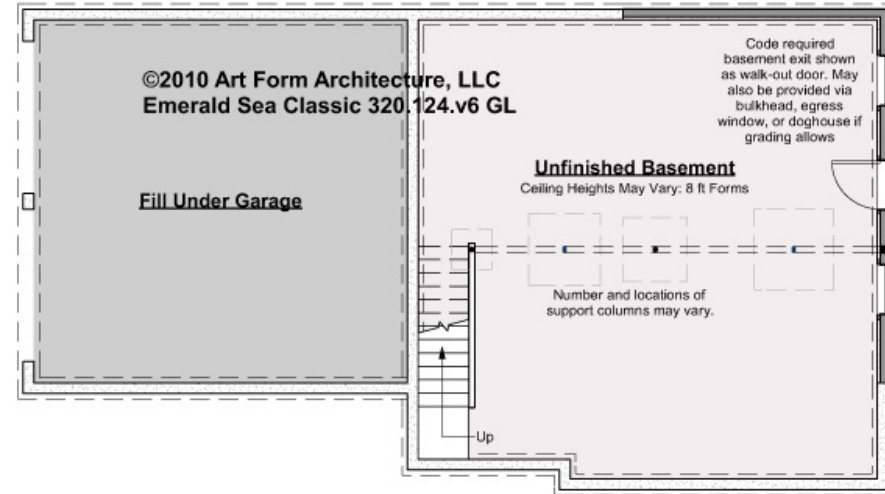 ©2010 Art Form Architecture, LLC
Emerald Sea Classic 320.124.v6 GL
Code required
basement exit shown
as walk-out door. May
also be provided via
bulkhead, egress
window, or doghouse if
grading allows
Unfinished Basement
Ceiling Heights May Vary: 8 ft Forms
Fill Under Garage
Number and locations of
support columns may vary.
Up